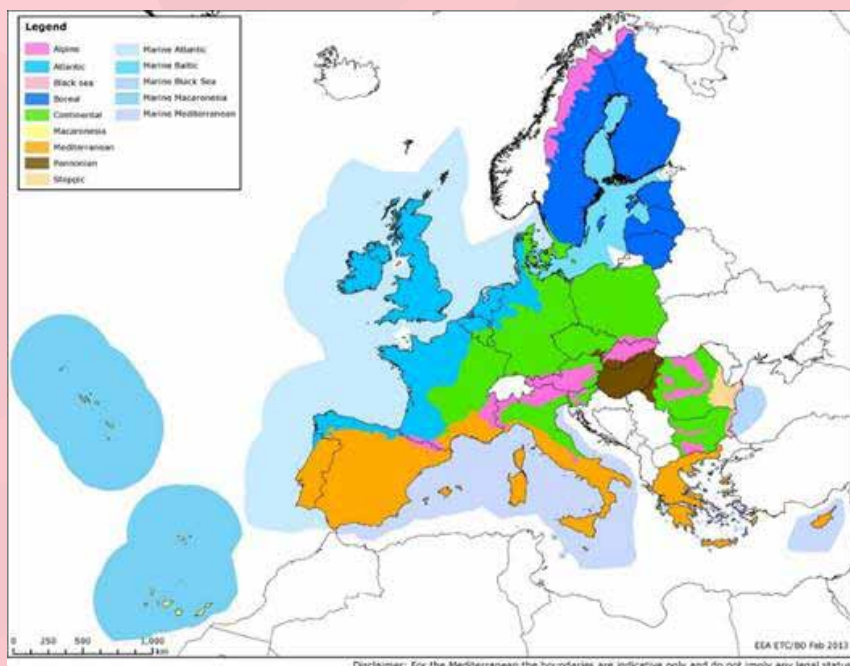 Legend
Alpine
Atlantic
Black sea
Boreal
Continental
Macaronesia
Mediterranean
Pannonian
Steppic
Marine Atlantic
Marine Baltic
Marine Black Sea
Marine Macaronesia
Marine Mediterranean
0 250 500 1,000
km
EEA ETC/BD Feb 2013
Disclaimer: For the Mediterranean the boundaries are indicative only and do not imply any legal status